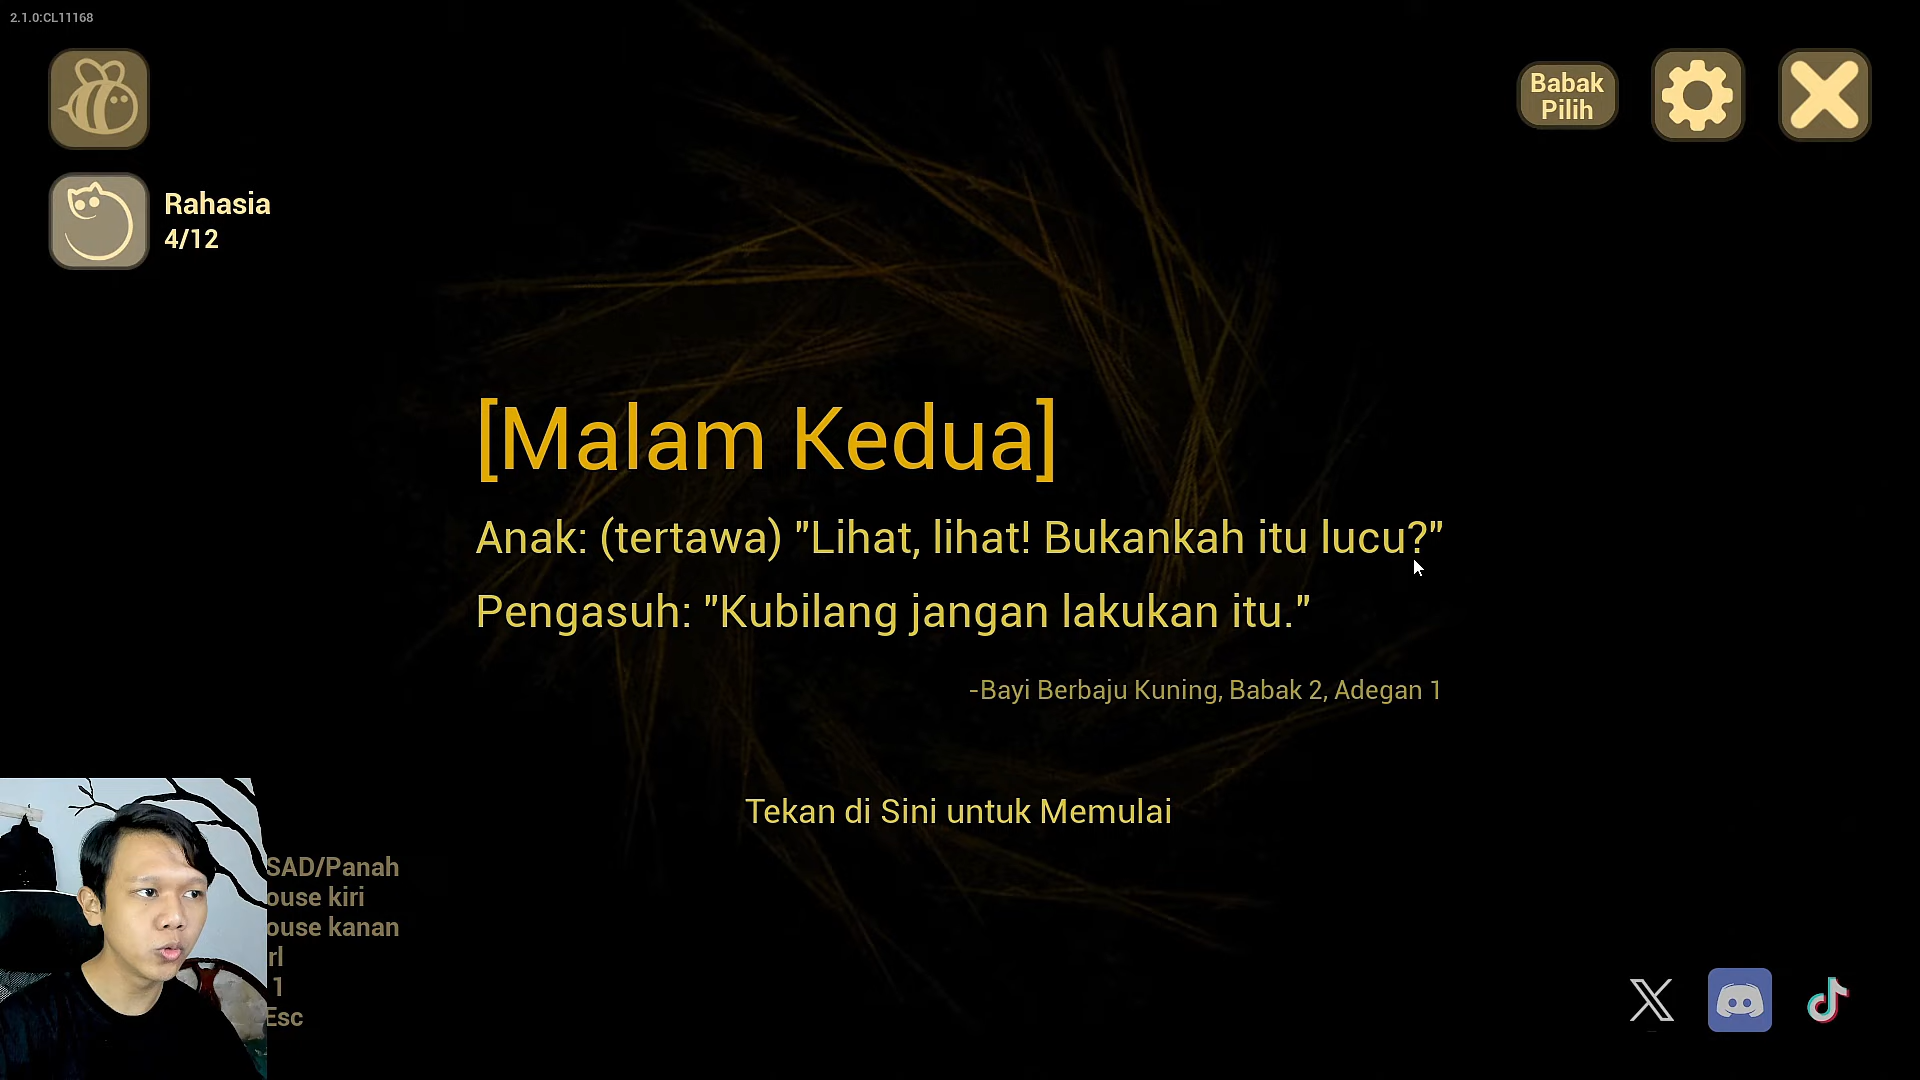 2.1.0:CL11168
Babak
Pilih
Rahasia
4/12
[Malam Kedua]
Anak: (tertawa) "Lihat, lihat! Bukankah itu lucu?"
Pengasuh: "Kubilang jangan lakukan itu."
-Bayi Berbaju Kuning, Babak 2, Adegan 1
Tekan di Sini untuk Memulai
SAD/Panah
ouse kiri
ouse kanan
rl
1
Esc